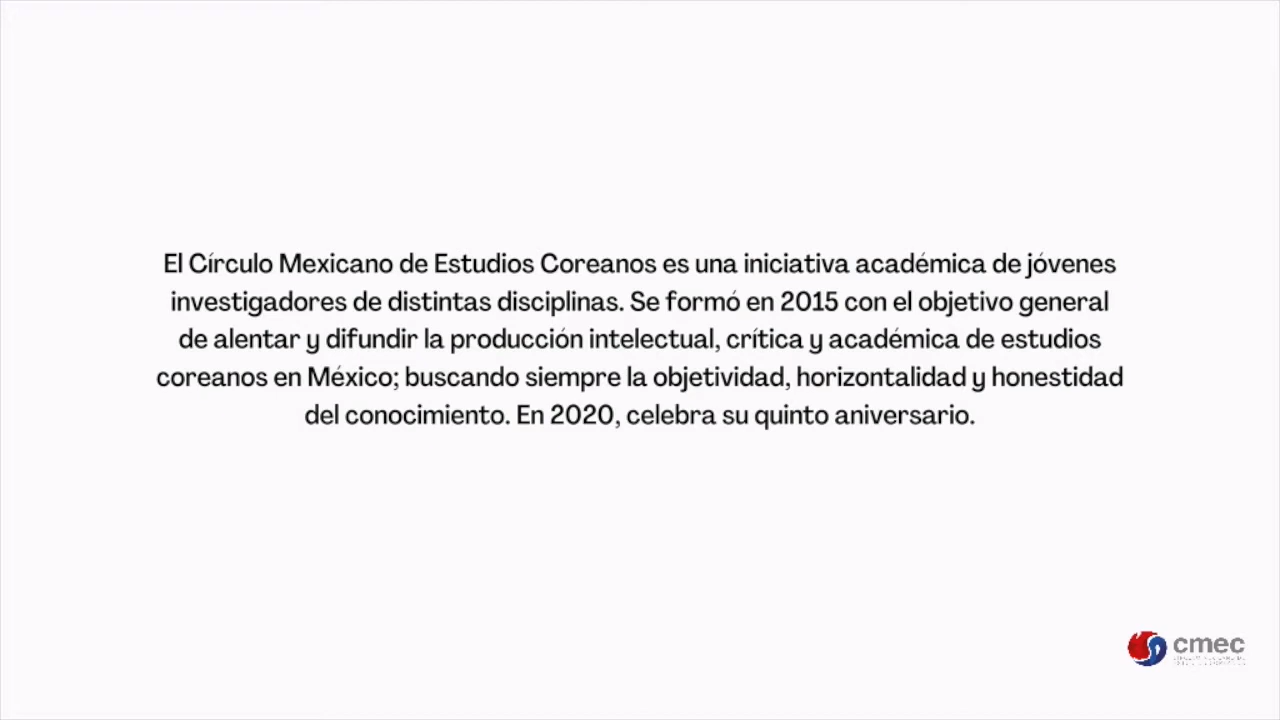 El Círculo Mexicano de Estudios Coreanos es una iniciativa académica de jóvenes
investigadores de distintas disciplinas. Se formó en 2015 con el objetivo general
de alentar y difundir la producción intelectual, crítica y académica de estudios
coreanos en México; buscando siempre la objetividad, horizontalidad y honestidad
del conocimiento. En 2020, celebra su quinto aniversario.
cmec